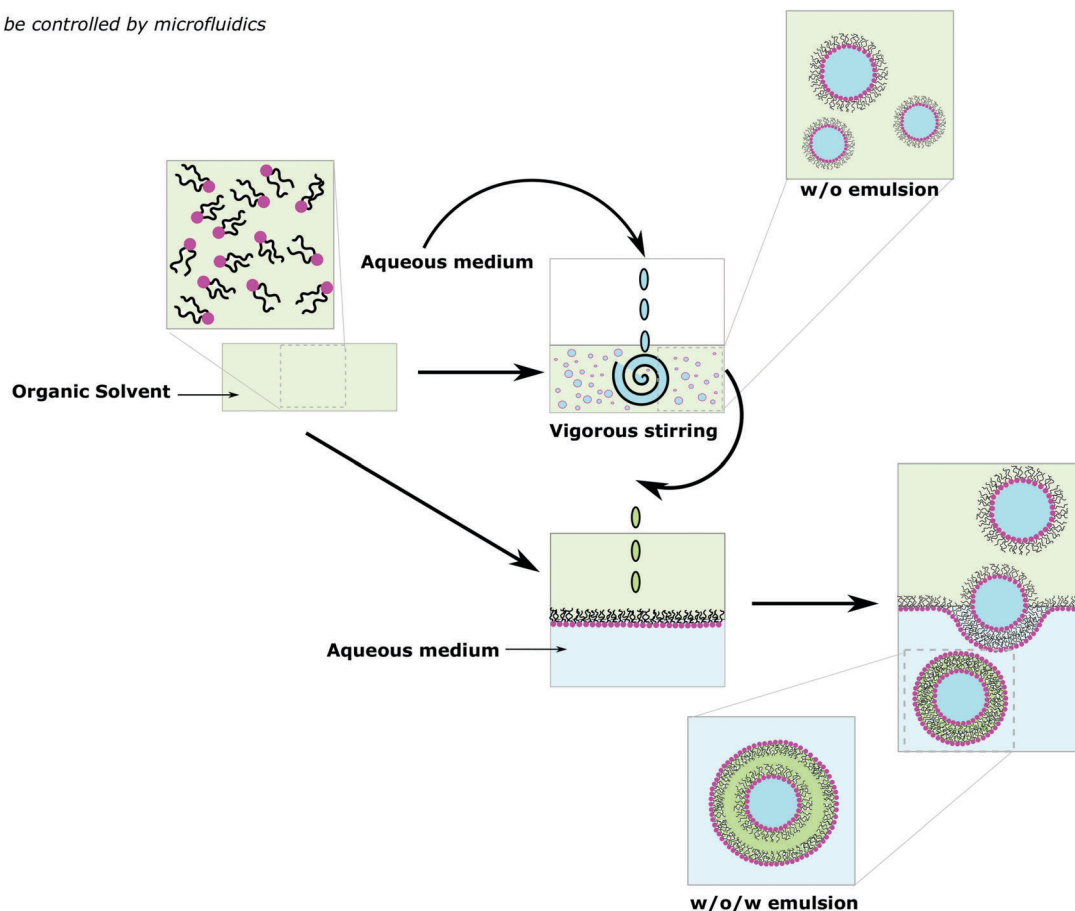 be controlled by microfluidics
w/o emulsion
Aqueous medium
Organic Solvent
Vigorous stirring
Aqueous medium
w/o/w emulsion